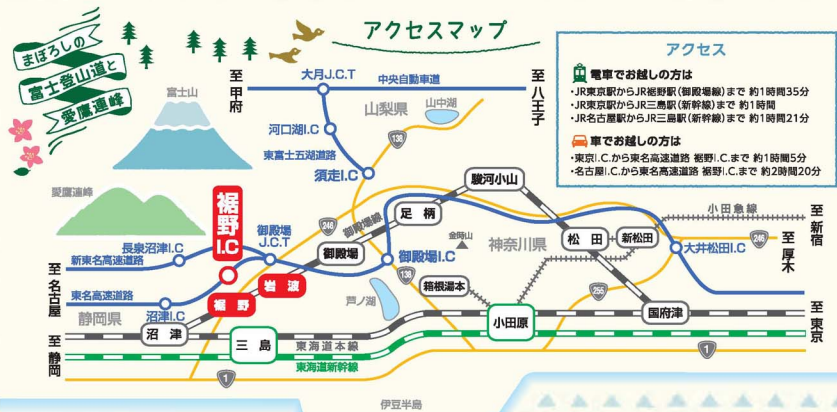 まぼろしの
富士登山道と
愛鷹連峰
アクセスマップ
アクセス
電車でお越しの方は
・JR東京駅からJR裾野駅(御殿場線)まで 約1時間35分
・JR東京駅からJR三島駅(新幹線)まで 約1時間
・JR名古屋駅からJR三島駅(新幹線)まで 約1時間21分
車でお越しの方は
・東京I.C.から東名高速道路 裾野I.C.まで 約1時間5分
・名古屋I.C.から東名高速道路 裾野I.C.まで 約2時間20分
至甲府
大月J.C.T
中央自動車道
至八王子
富士山
山梨県
山中湖
河口湖I.C
138
東富士五湖道路
須走I.C
駿河小山
愛鷹連峰
裾野I.C
246
御殿場線
足柄
小田急線
至新宿
長泉沼津I.C
御殿場J.C.T
御殿場
御殿場I.C
金時山
神奈川県
松田
新松田
大井松田I.C
246
至厚木
新東名高速道路
至名古屋
岩波
138
箱根湯本
255
東名高速道路
沼津I.C
裾野
芦ノ湖
静岡県
小田原
国府津
至東京
沼津
三島
東海道本線
東海道新幹線
至静岡
1
1
伊豆半島